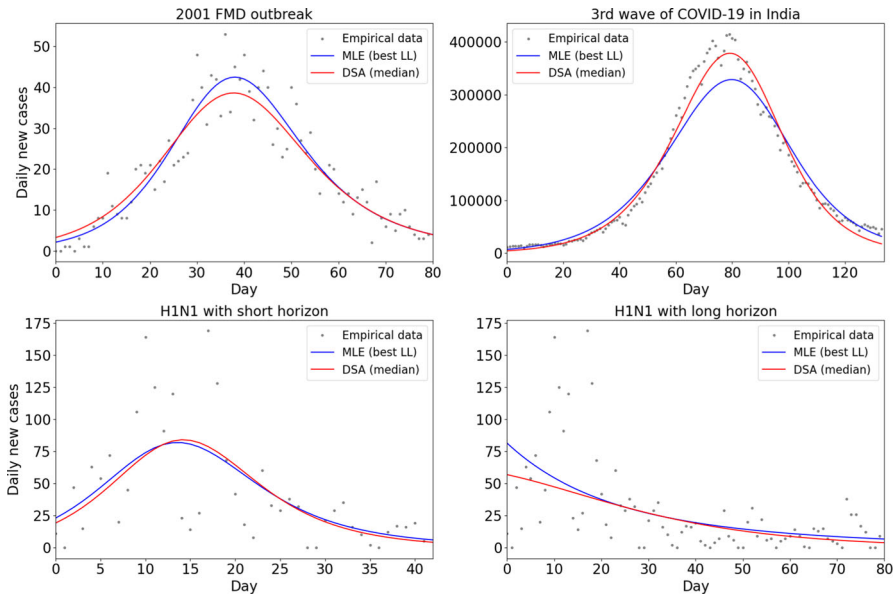 2001 FMD outbreak
Daily new cases
50
40
30
20
10
0
Empirical data
MLE (best LL)
DSA (median)
0 10 20 30 40 50 60 70 80
Day
3rd wave of COVID-19 in India
400000
300000
200000
100000
0
Empirical data
MLE (best LL)
DSA (median)
0 20 40 60 80 100 120
Day
H1N1 with short horizon
Daily new cases
175
150
125
100
75
50
25
0
Empirical data
MLE (best LL)
DSA (median)
0 10 20 30 40
Day
H1N1 with long horizon
175
150
125
100
75
50
25
0
Empirical data
MLE (best LL)
DSA (median)
0 10 20 30 40 50 60 70 80
Day